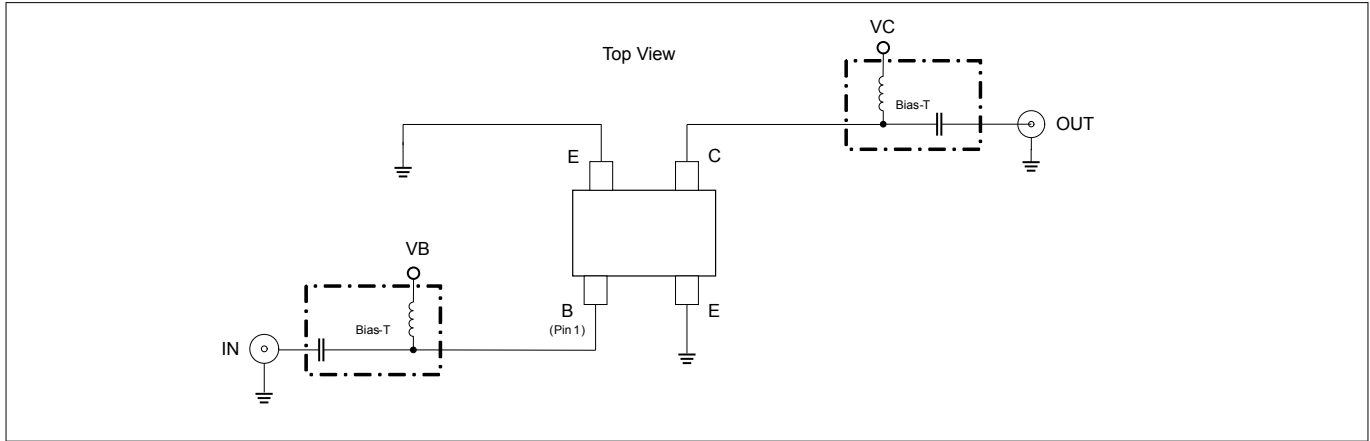 VC
Top View
Bias-T
OUT
E
C
VB
B
E
(Pin 1)
Bias-T
IN